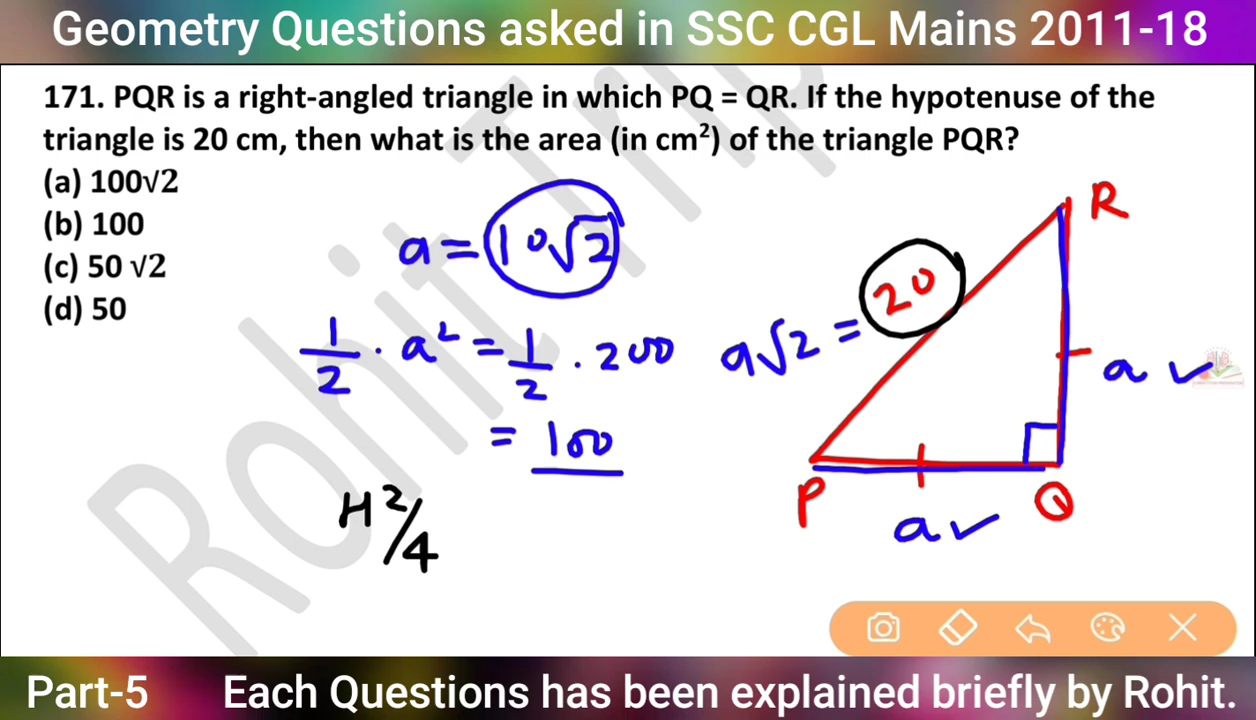 Geometry Questions asked in SSC CGL Mains 2011-18
171. PQR is a right-angled triangle in which PQ = QR. If the hypotenuse of the
triangle is 20 cm, then what is the area (in cm²) of the triangle PQR?
(a) 100√2
(b) 100
(c) 50 √2
(d) 50
a = 10√2
1/2 · a² = 1/2 · 200
= 100
H²/4
a√2 = 20
R
a ✓
P
Q
a ✓
Rohit Trip
Part-5 Each Questions has been explained briefly by Rohit.